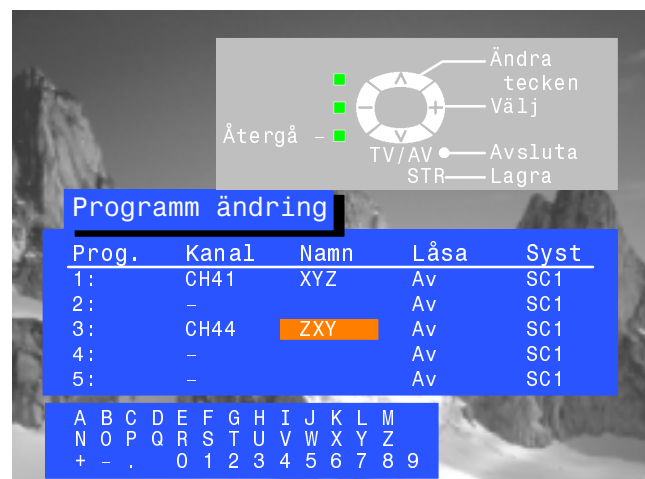 Ändra
tecken
Välj
Återgå –
TV/AV Avsluta
STR Lagra
Programm ändring
Prog. Kanal Namn Låsa Syst
1: CH41 XYZ Av SC1
2: – Av SC1
3: CH44 ZXY Av SC1
4: – Av SC1
5: – Av SC1
A B C D E F G H I J K L M
N O P Q R S T U V W X Y Z
+ – . 0 1 2 3 4 5 6 7 8 9